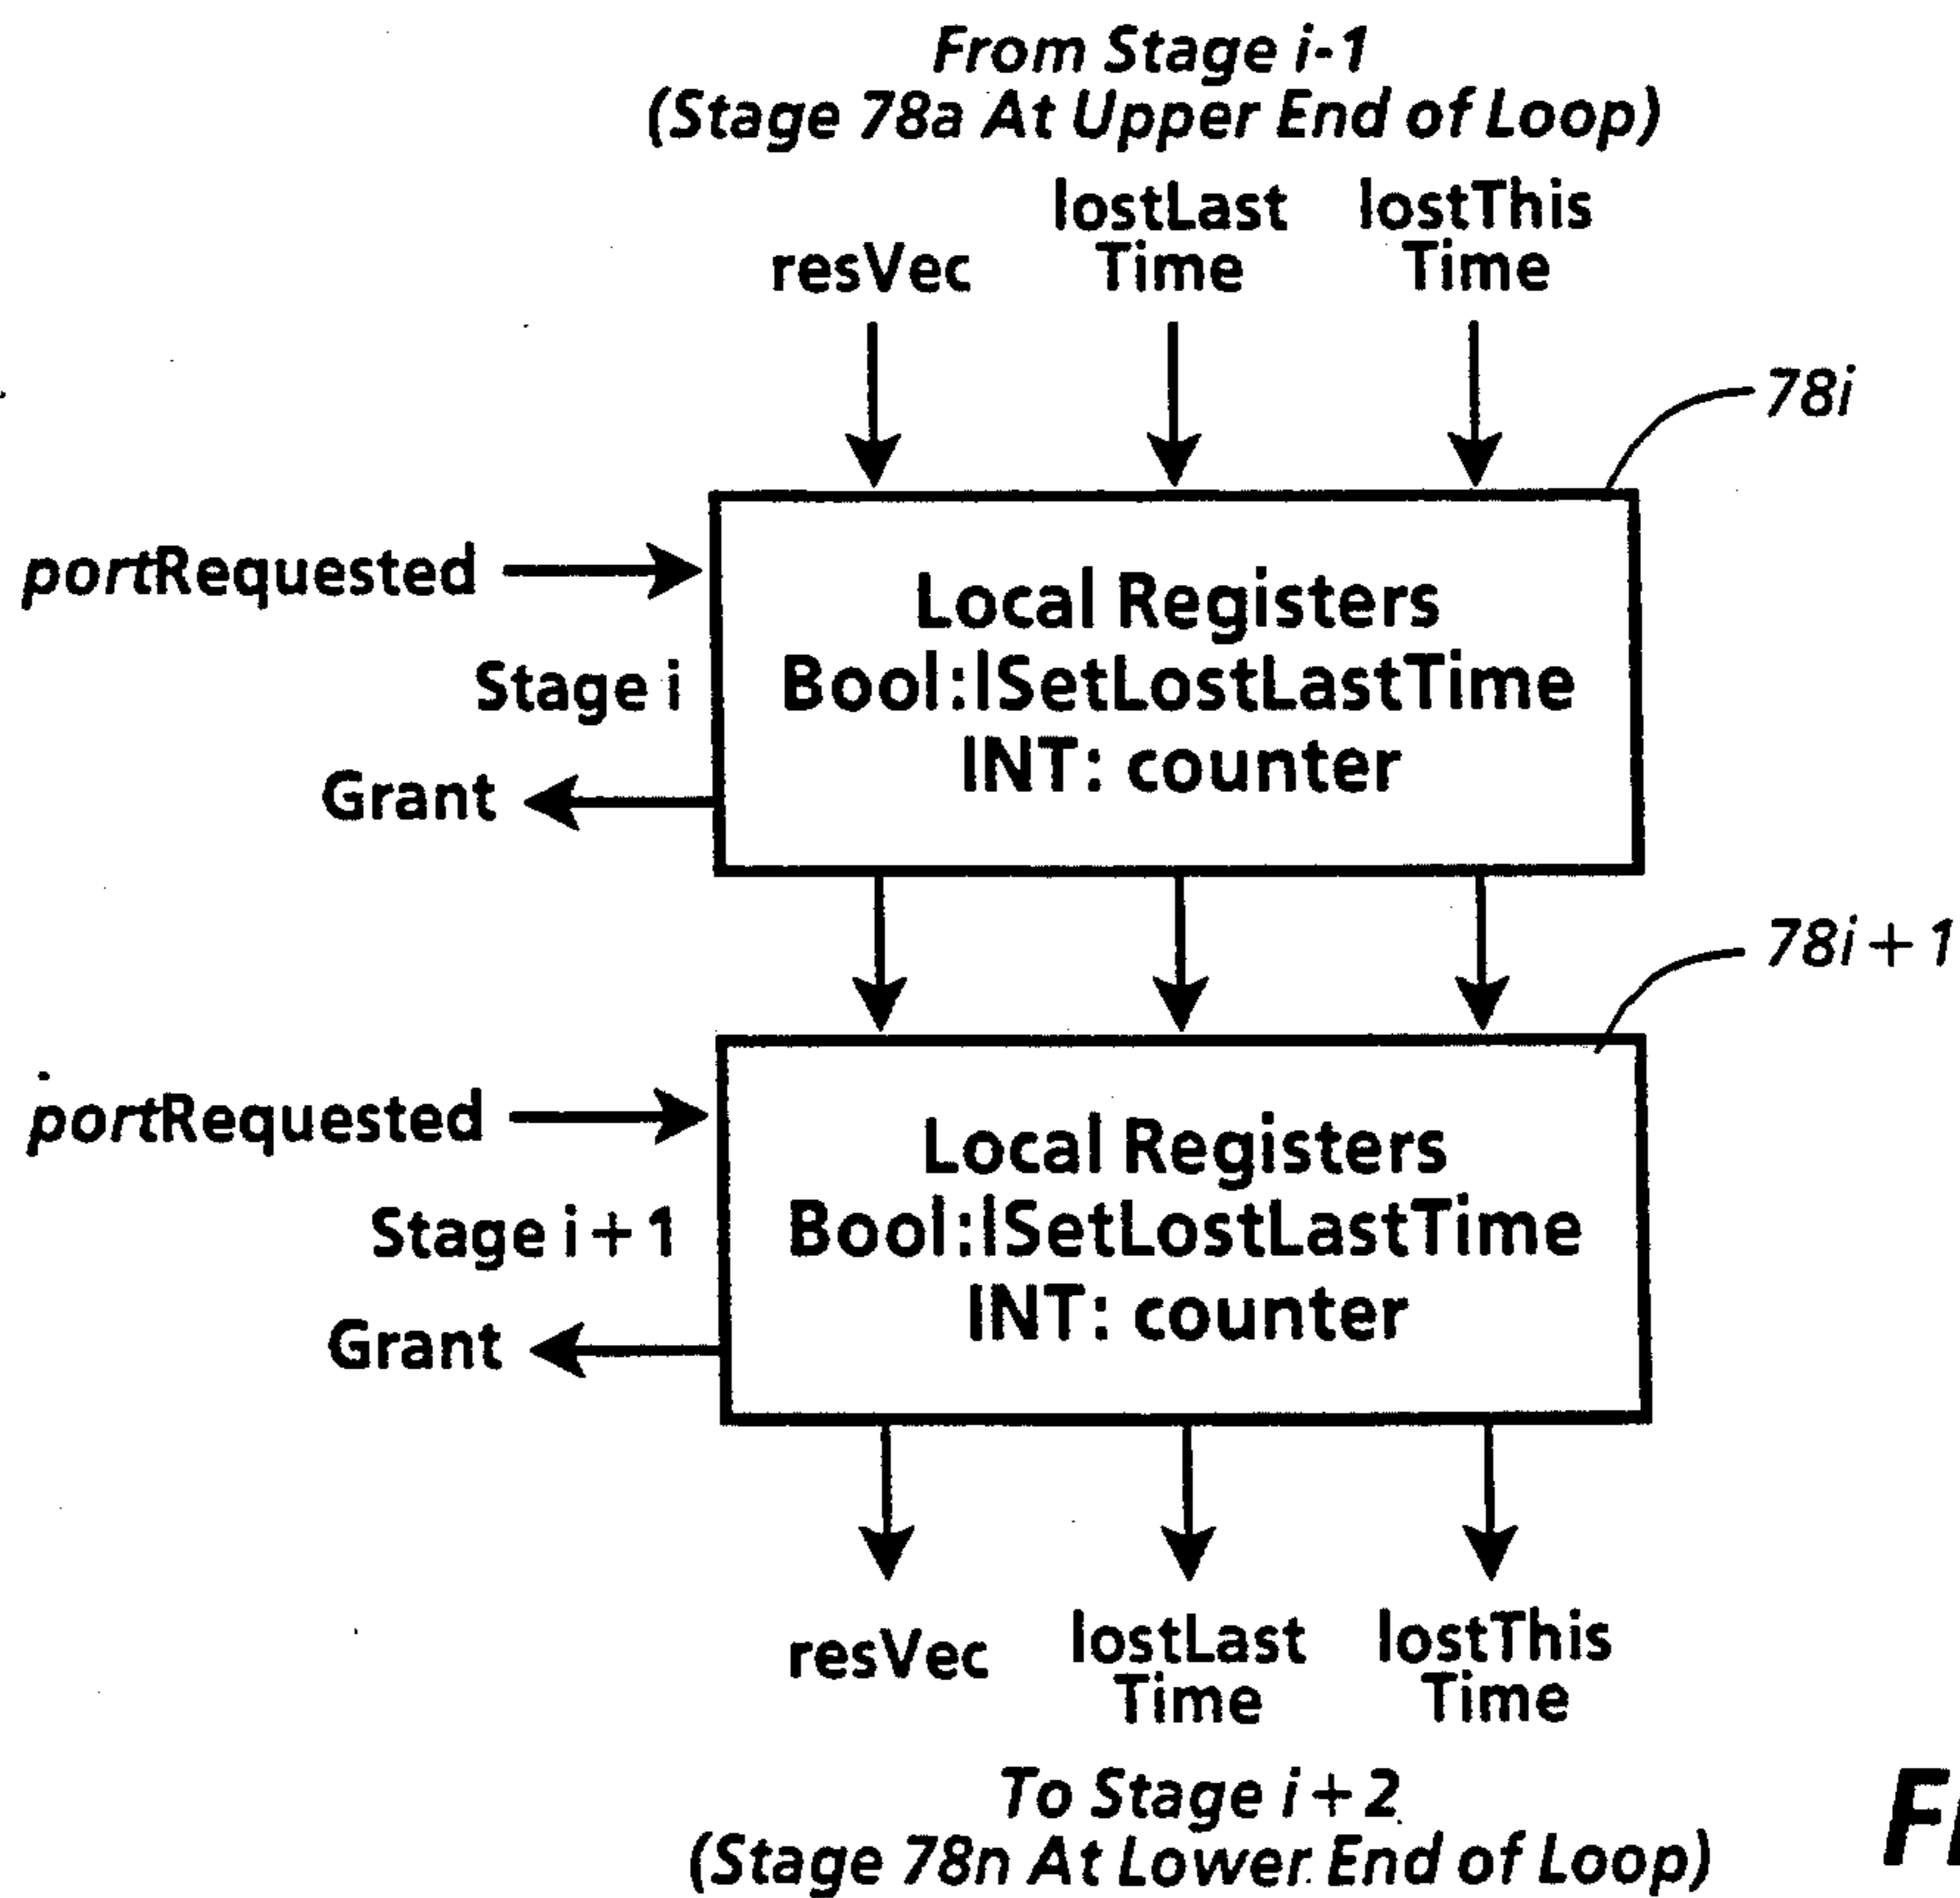 From Stage i-1
(Stage 78a At Upper End of Loop)
resVec
lostLast
Time
lostThis
Time
78i
portRequested
Stage i
Grant
Local Registers
Bool:ISetLostLastTime
INT: counter
78i+1
portRequested
Stage i+1
Grant
Local Registers
Bool:ISetLostLastTime
INT: counter
resVec
lostLast
Time
lostThis
Time
To Stage i+2
(Stage 78n At Lower End of Loop)